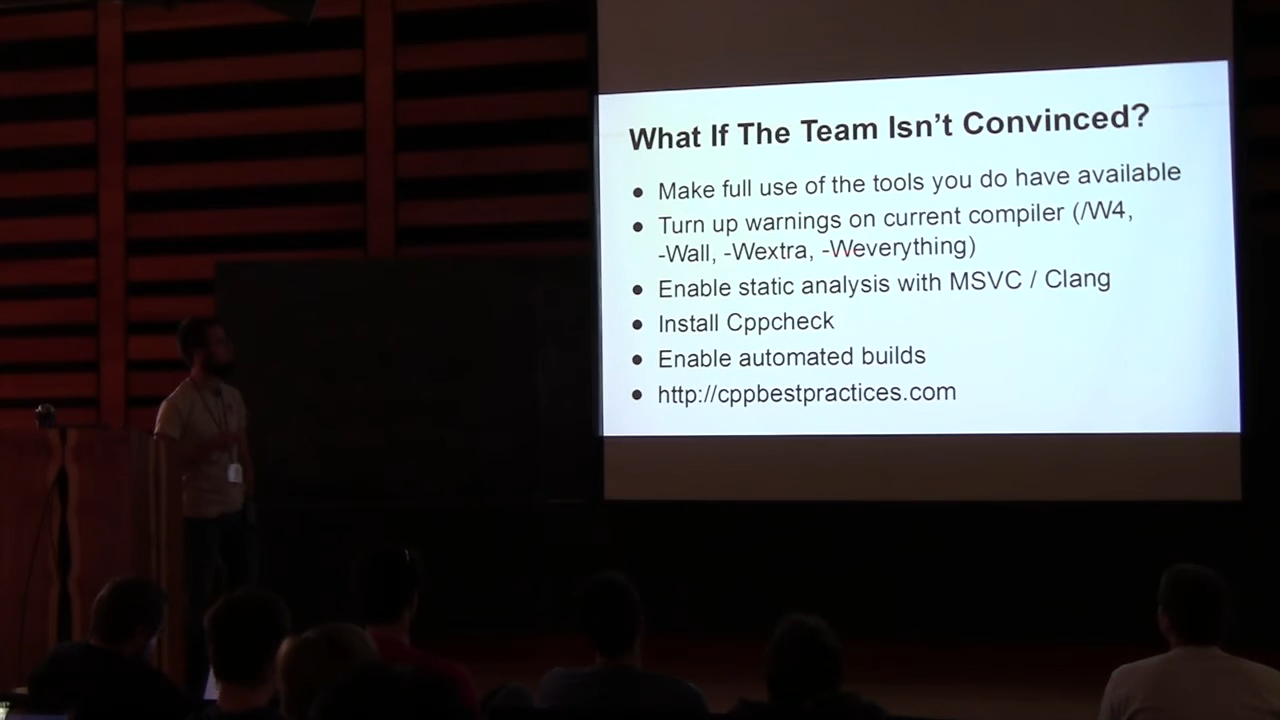 What If The Team Isn't Convinced?
● Make full use of the tools you do have available
● Turn up warnings on current compiler (/W4,
-Wall, -Wextra, -Weverything)
● Enable static analysis with MSVC / Clang
● Install Cppcheck
● Enable automated builds
● http://cppbestpractices.com